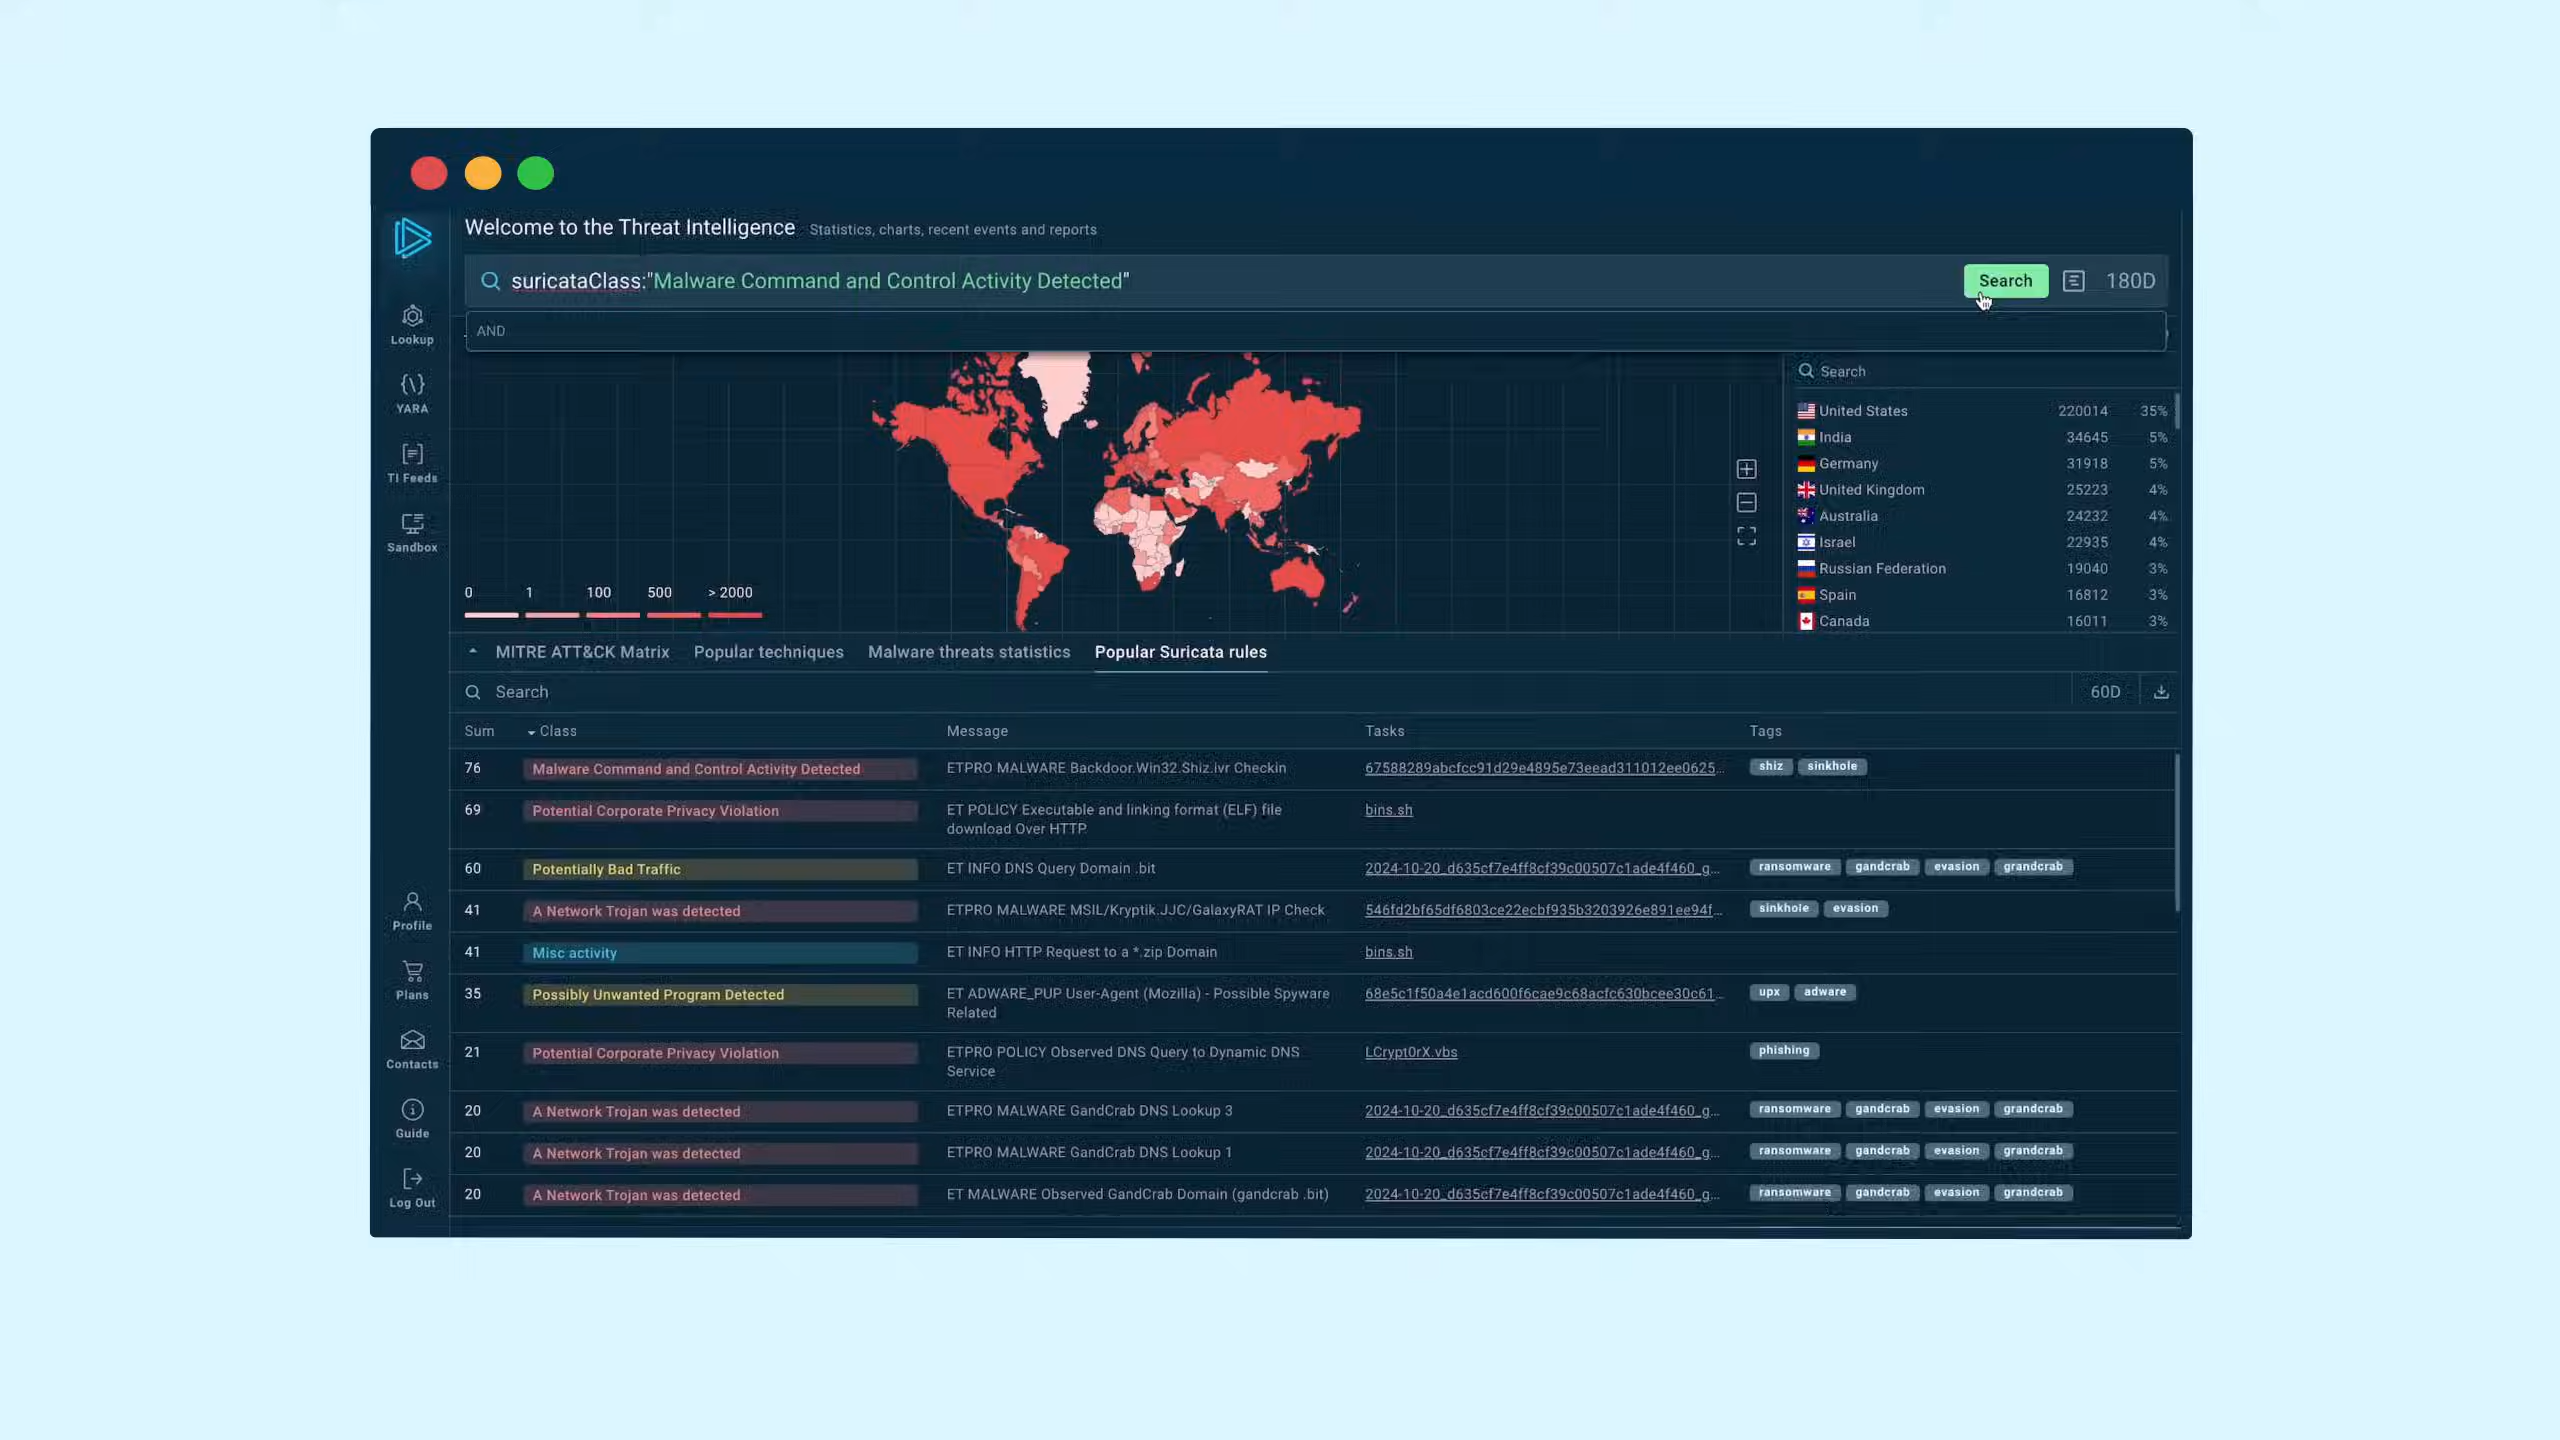 Welcome to the Threat Intelligence Statistics, charts, recent events and reports
suricataClass:"Malware Command and Control Activity Detected" Search 180D
AND
Lookup
YARA
TI Feeds
Sandbox
Profile
Plans
Contacts
Guide
Log Out
0 1 100 500 > 2000
Search
United States 220014 35%
India 34645 5%
Germany 31918 5%
United Kingdom 25223 4%
Australia 24232 4%
Israel 22935 4%
Russian Federation 19040 3%
Spain 16812 3%
Canada 16011 3%
MITRE ATT&CK Matrix Popular techniques Malware threats statistics Popular Suricata rules
Search 60D
Sum Class Message Tasks Tags
76 Malware Command and Control Activity Detected ETPRO MALWARE Backdoor.Win32.Shiz.ivr Checkin 67588289abcfcc91d29e4895e73eead311012ee0625... shiz sinkhole
69 Potential Corporate Privacy Violation ET POLICY Executable and linking format (ELF) file bins.sh
download Over HTTP
60 Potentially Bad Traffic ET INFO DNS Query Domain .bit 2024-10-20_d635cf7e4ff8cf39c00507c1ade4f460_g... ransomware gandcrab evasion grandcrab
41 A Network Trojan was detected ETPRO MALWARE MSIL/Kryptik.JJC/GalaxyRAT IP Check 546fd2bf65df6803ce22ecbf935b3203926e891ee94f... sinkhole evasion
41 Misc activity ET INFO HTTP Request to a *.zip Domain bins.sh
35 Possibly Unwanted Program Detected ET ADWARE_PUP User-Agent (Mozilla) - Possible Spyware 68e5c1f50a4e1acd600f6cae9c68acfc630bcee30c61... upx adware
Related
21 Potential Corporate Privacy Violation ETPRO POLICY Observed DNS Query to Dynamic DNS LCrypt0rX.vbs phishing
Service
20 A Network Trojan was detected ETPRO MALWARE GandCrab DNS Lookup 3 2024-10-20_d635cf7e4ff8cf39c00507c1ade4f460_g... ransomware gandcrab evasion grandcrab
20 A Network Trojan was detected ETPRO MALWARE GandCrab DNS Lookup 1 2024-10-20_d635cf7e4ff8cf39c00507c1ade4f460_g... ransomware gandcrab evasion grandcrab
20 A Network Trojan was detected ET MALWARE Observed GandCrab Domain (gandcrab .bit) 2024-10-20_d635cf7e4ff8cf39c00507c1ade4f460_g... ransomware gandcrab evasion grandcrab